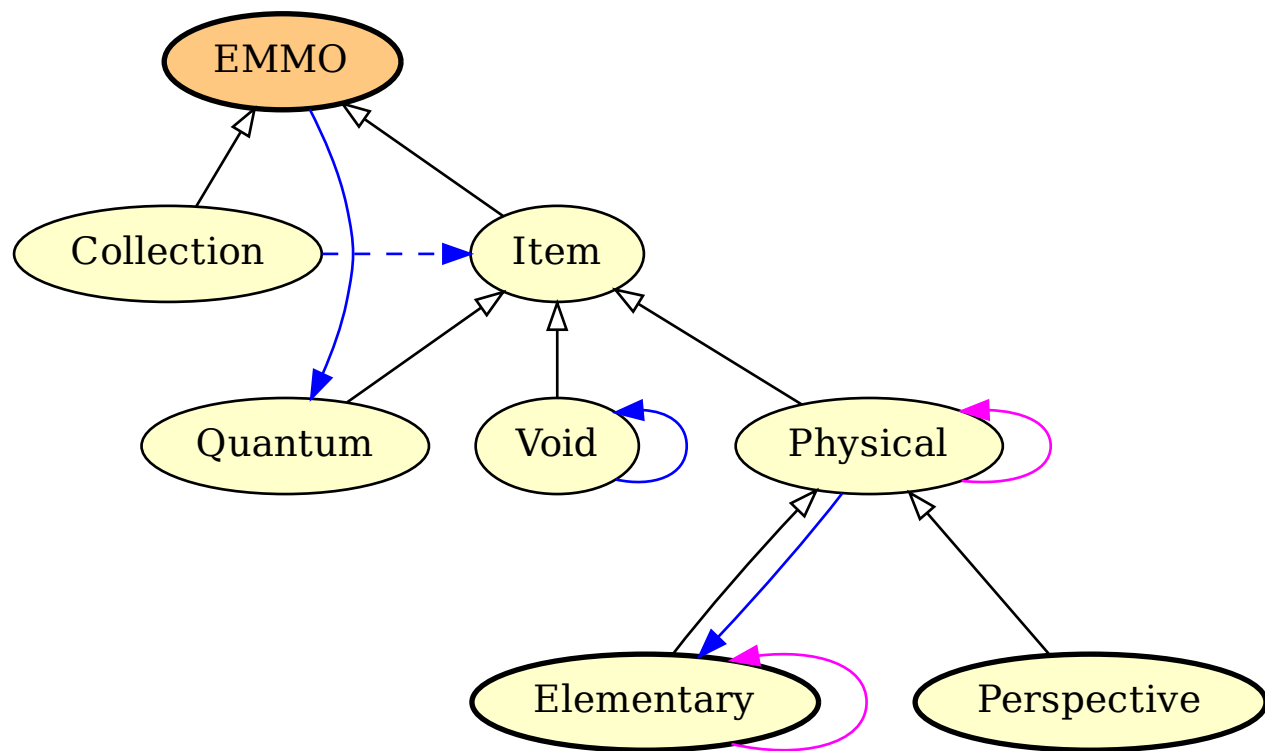 EMMO
Collection
Item
Quantum
Void
Physical
Elementary
Perspective